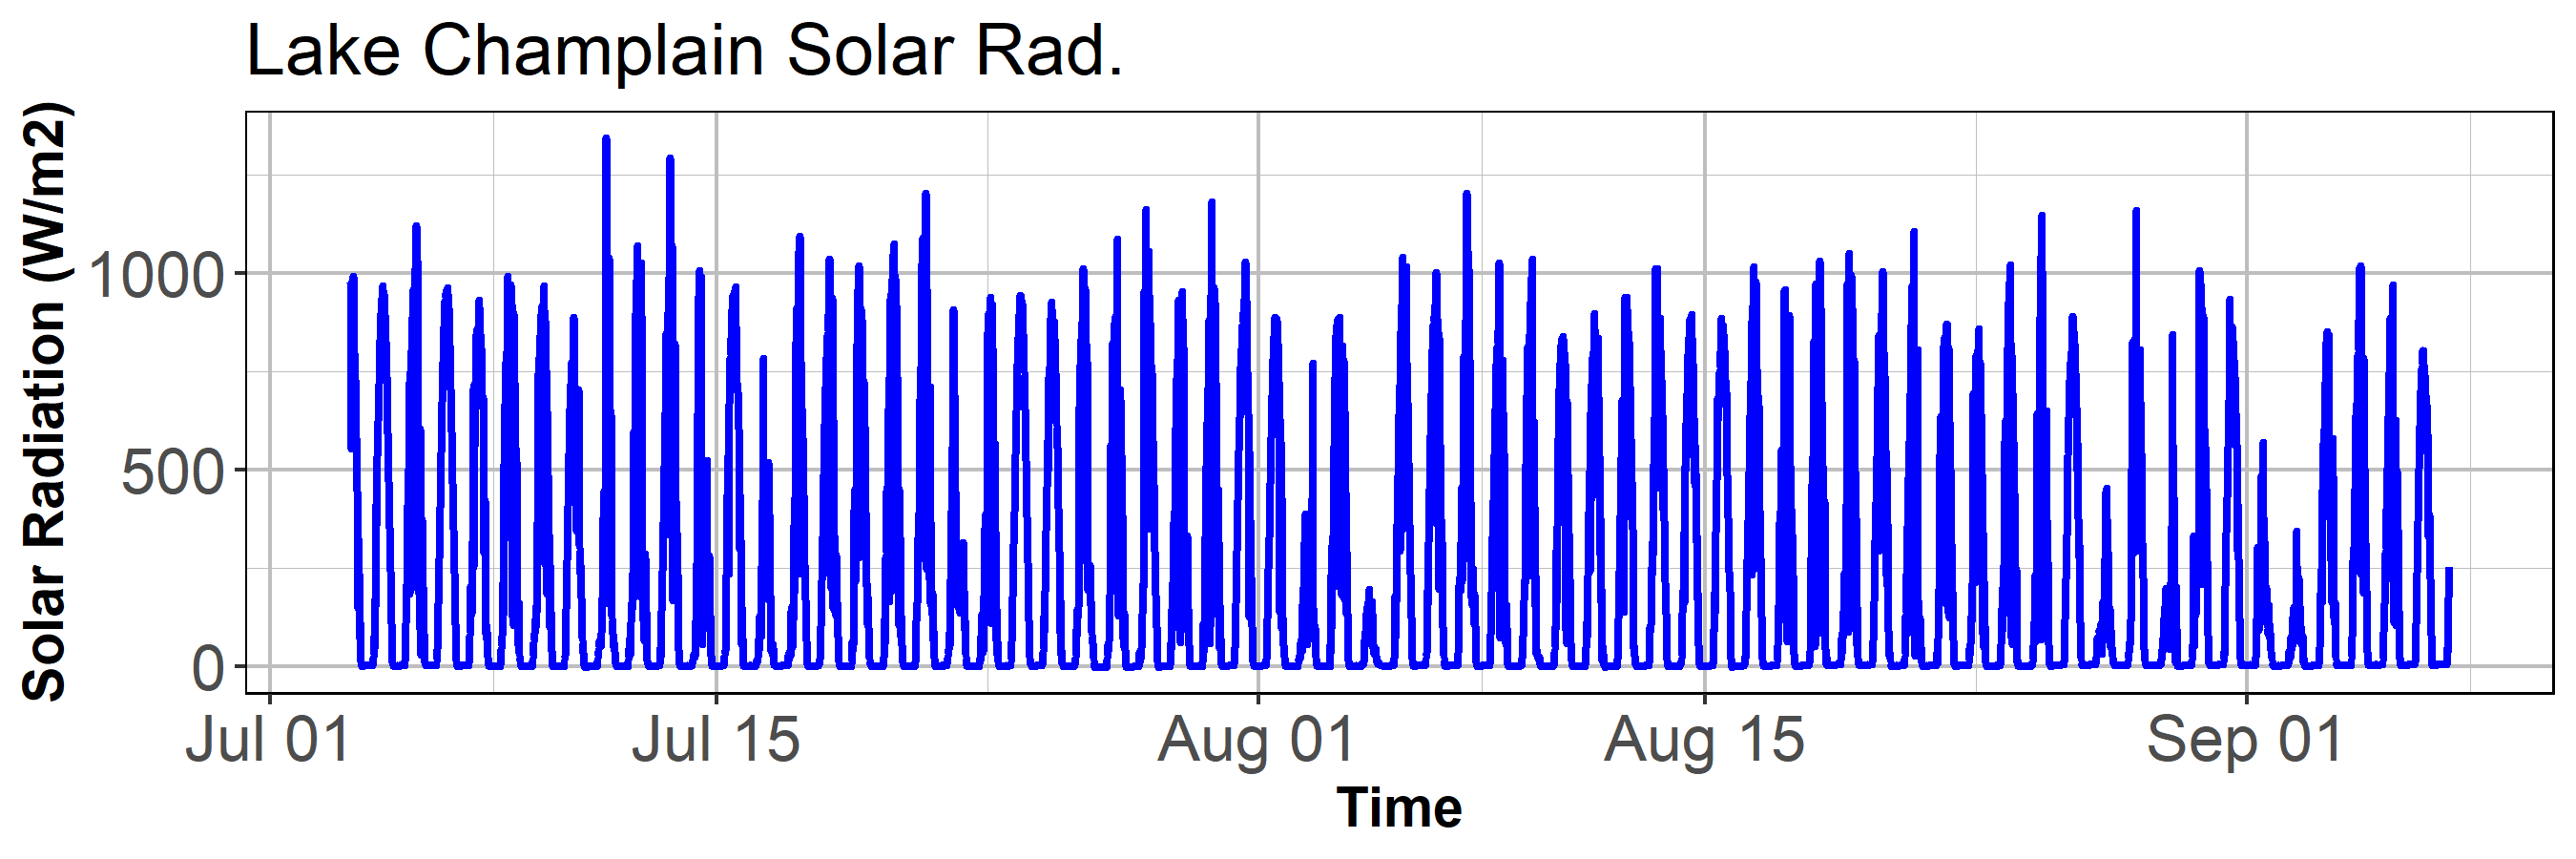 Lake Champlain Solar Rad.
Solar Radiation (W/m2)
1000
500
0
Jul 01
Jul 15
Aug 01
Aug 15
Sep 01
Time